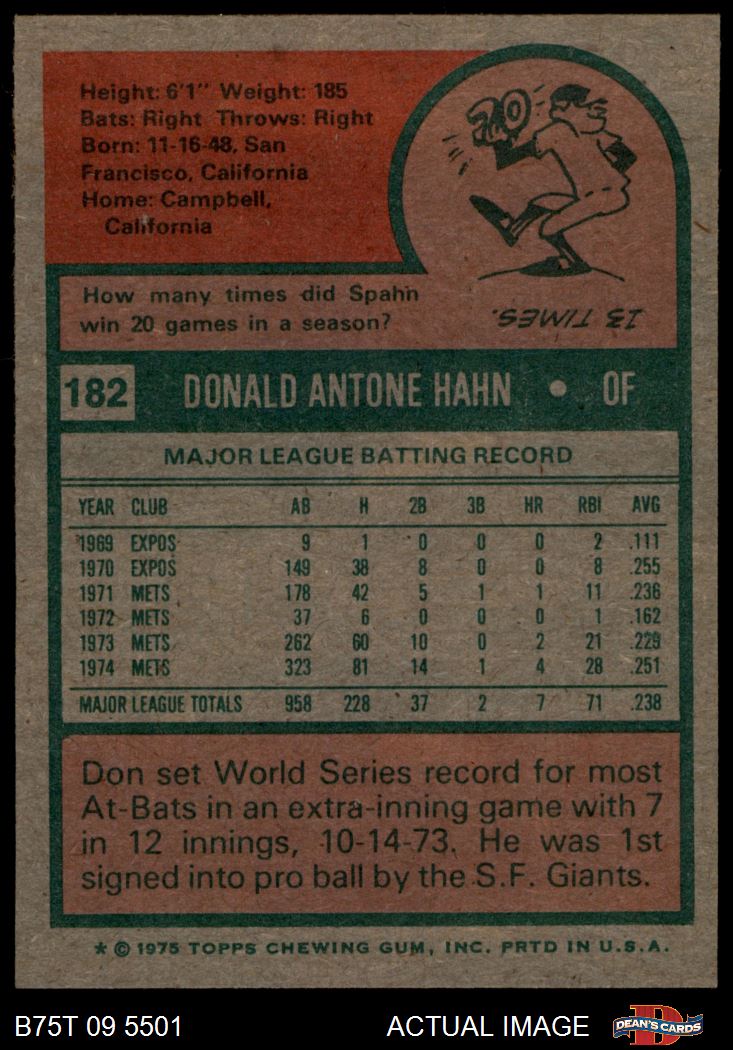 Height: 6'1" Weight: 185
Bats: Right Throws: Right
Born: 11-16-48, San
Francisco, California
Home: Campbell,
California
20
How many times did Spahn
win 20 games in a season?
13 TIMES.
182 DONALD ANTONE HAHN • OF
MAJOR LEAGUE BATTING RECORD
YEAR CLUB AB H 2B 3B HR RBI AVG
1969 EXPOS 9 1 0 0 0 2 .111
1970 EXPOS 149 38 8 0 0 8 .255
1971 METS 178 42 5 1 1 11 .236
1972 METS 37 6 0 0 0 1 .162
1973 METS 262 60 10 0 2 21 .229
1974 METS 323 81 14 1 4 28 .251
MAJOR LEAGUE TOTALS 958 228 37 2 7 71 .238
Don set World Series record for most
At-Bats in an extra-inning game with 7
in 12 innings, 10-14-73. He was 1st
signed into pro ball by the S.F. Giants.
* © 1975 TOPPS CHEWING GUM, INC. PRTD IN U.S.A.
B75T 09 5501 ACTUAL IMAGE DEAN'S CARDS